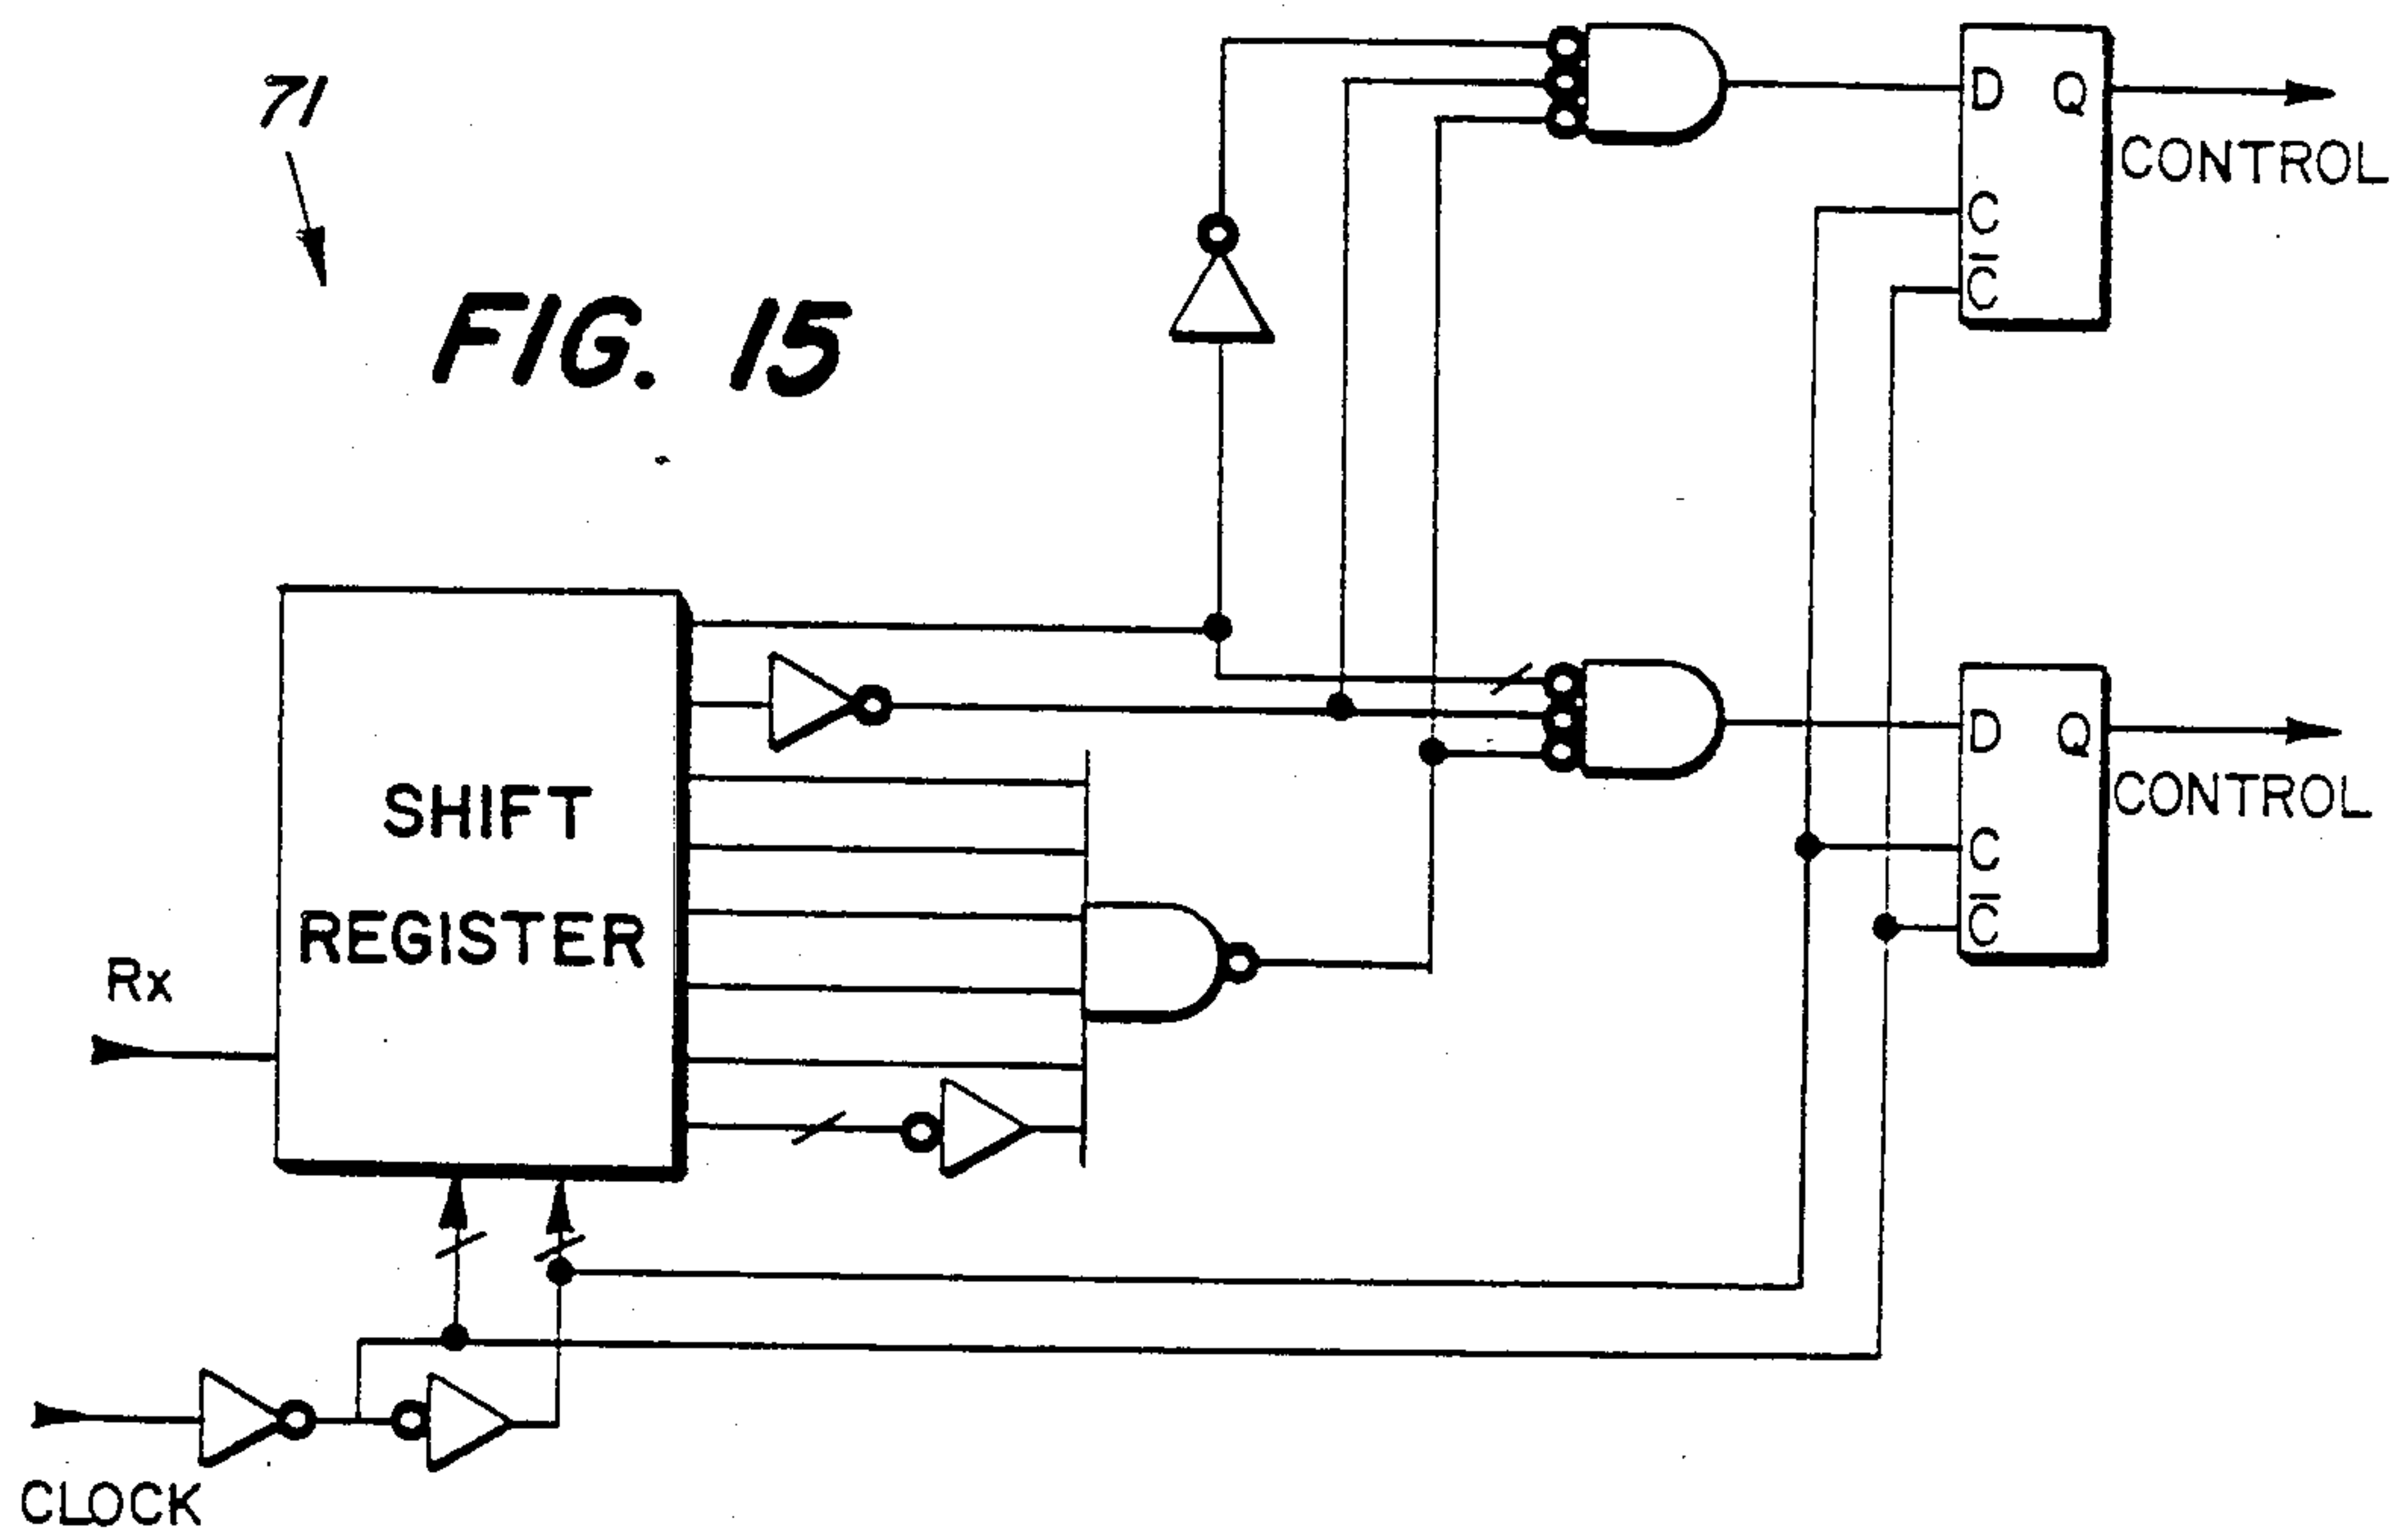 71
FIG. 15
D Q
CONTROL
C
C̅
SHIFT
REGISTER
D Q
CONTROL
C
C̅
Rx
CLOCK